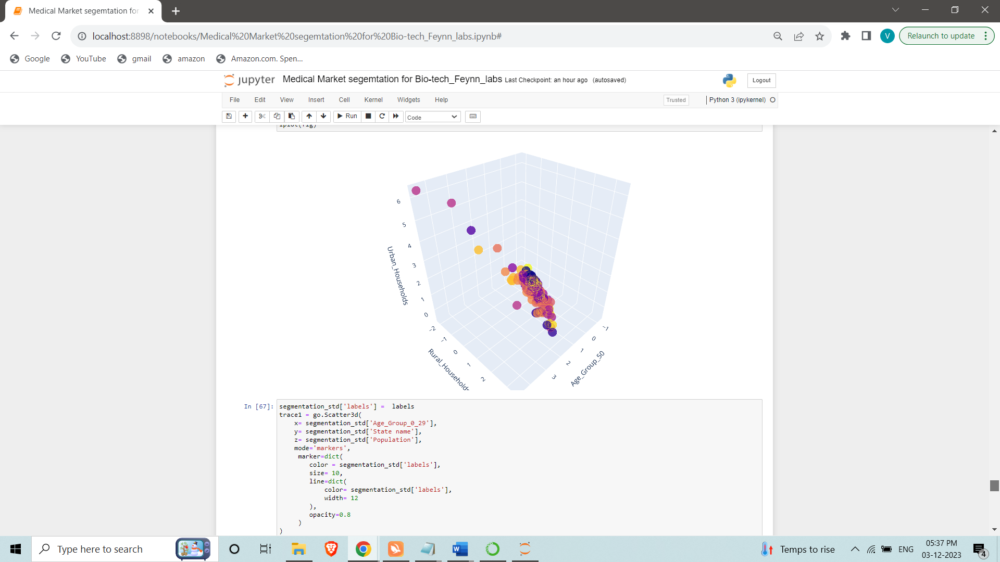 Medical Market segemtation for
localhost:8898/notebooks/Medical%20Market%20segemtation%20for%20Bio-tech_Feynn_labs.ipynb#
V
Relaunch to update
Google
YouTube
gmail
amazon
Amazon.com. Spen...
jupyter
Medical Market segemtation for Bio-tech_Feynn_labs Last Checkpoint: an hour ago (autosaved)
Logout
File Edit View Insert Cell Kernel Widgets Help
Trusted
Python 3 (ipykernel)
Run
Code
iplot(fig)
6
5
4
3
2
1
0
Urban_Households
−2
−1
0
1
2
Rural_Households
−1
0
1
2
3
Age_Group_50
In [67]:
segmentation_std['labels'] =  labels
trace1 = go.Scatter3d(
    x= segmentation_std['Age_Group_0_29'],
    y= segmentation_std['State name'],
    z= segmentation_std['Population'],
    mode='markers',
     marker=dict(
        color = segmentation_std['labels'],
        size= 10,
        line=dict(
            color= segmentation_std['labels'],
            width= 12
        ),
        opacity=0.8
     )
)
Type here to search
Temps to rise
ENG
05:37 PM
03-12-2023
4